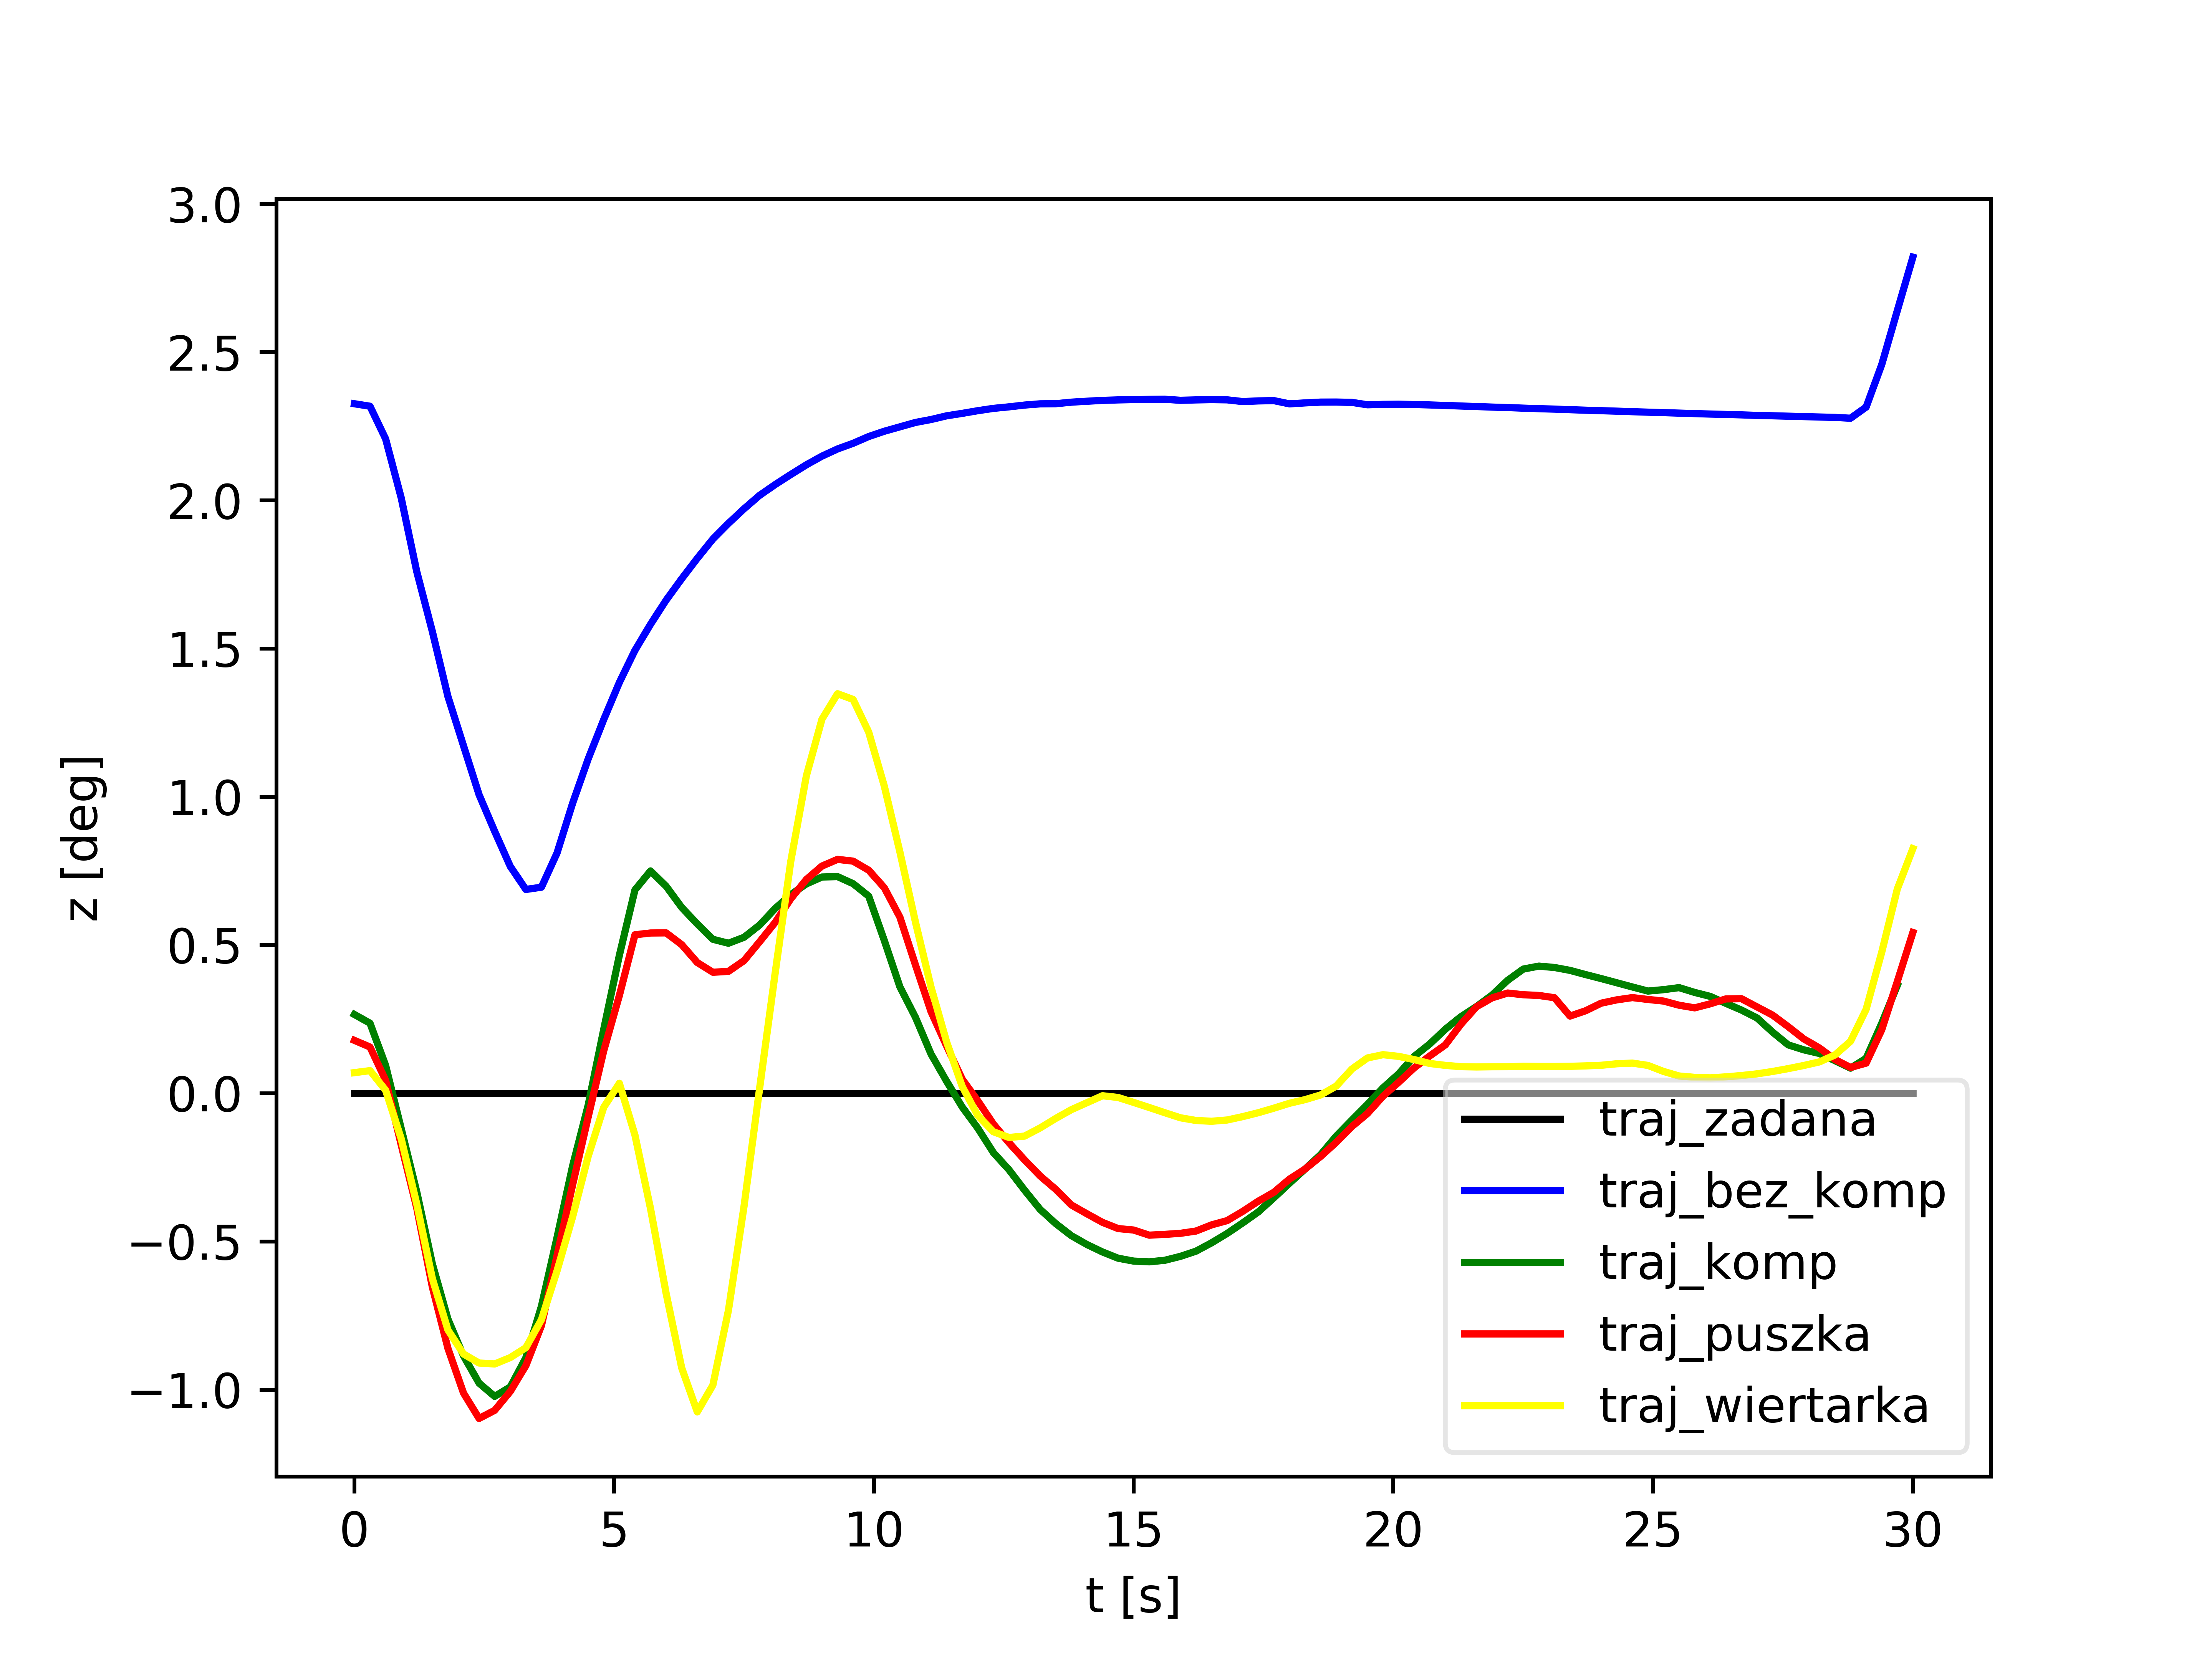 3.0
2.5
2.0
1.5
1.0
0.5
0.0
−0.5
−1.0
z [deg]
0 5 10 15 20 25 30
t [s]
traj_zadana
traj_bez_komp
traj_komp
traj_puszka
traj_wiertarka